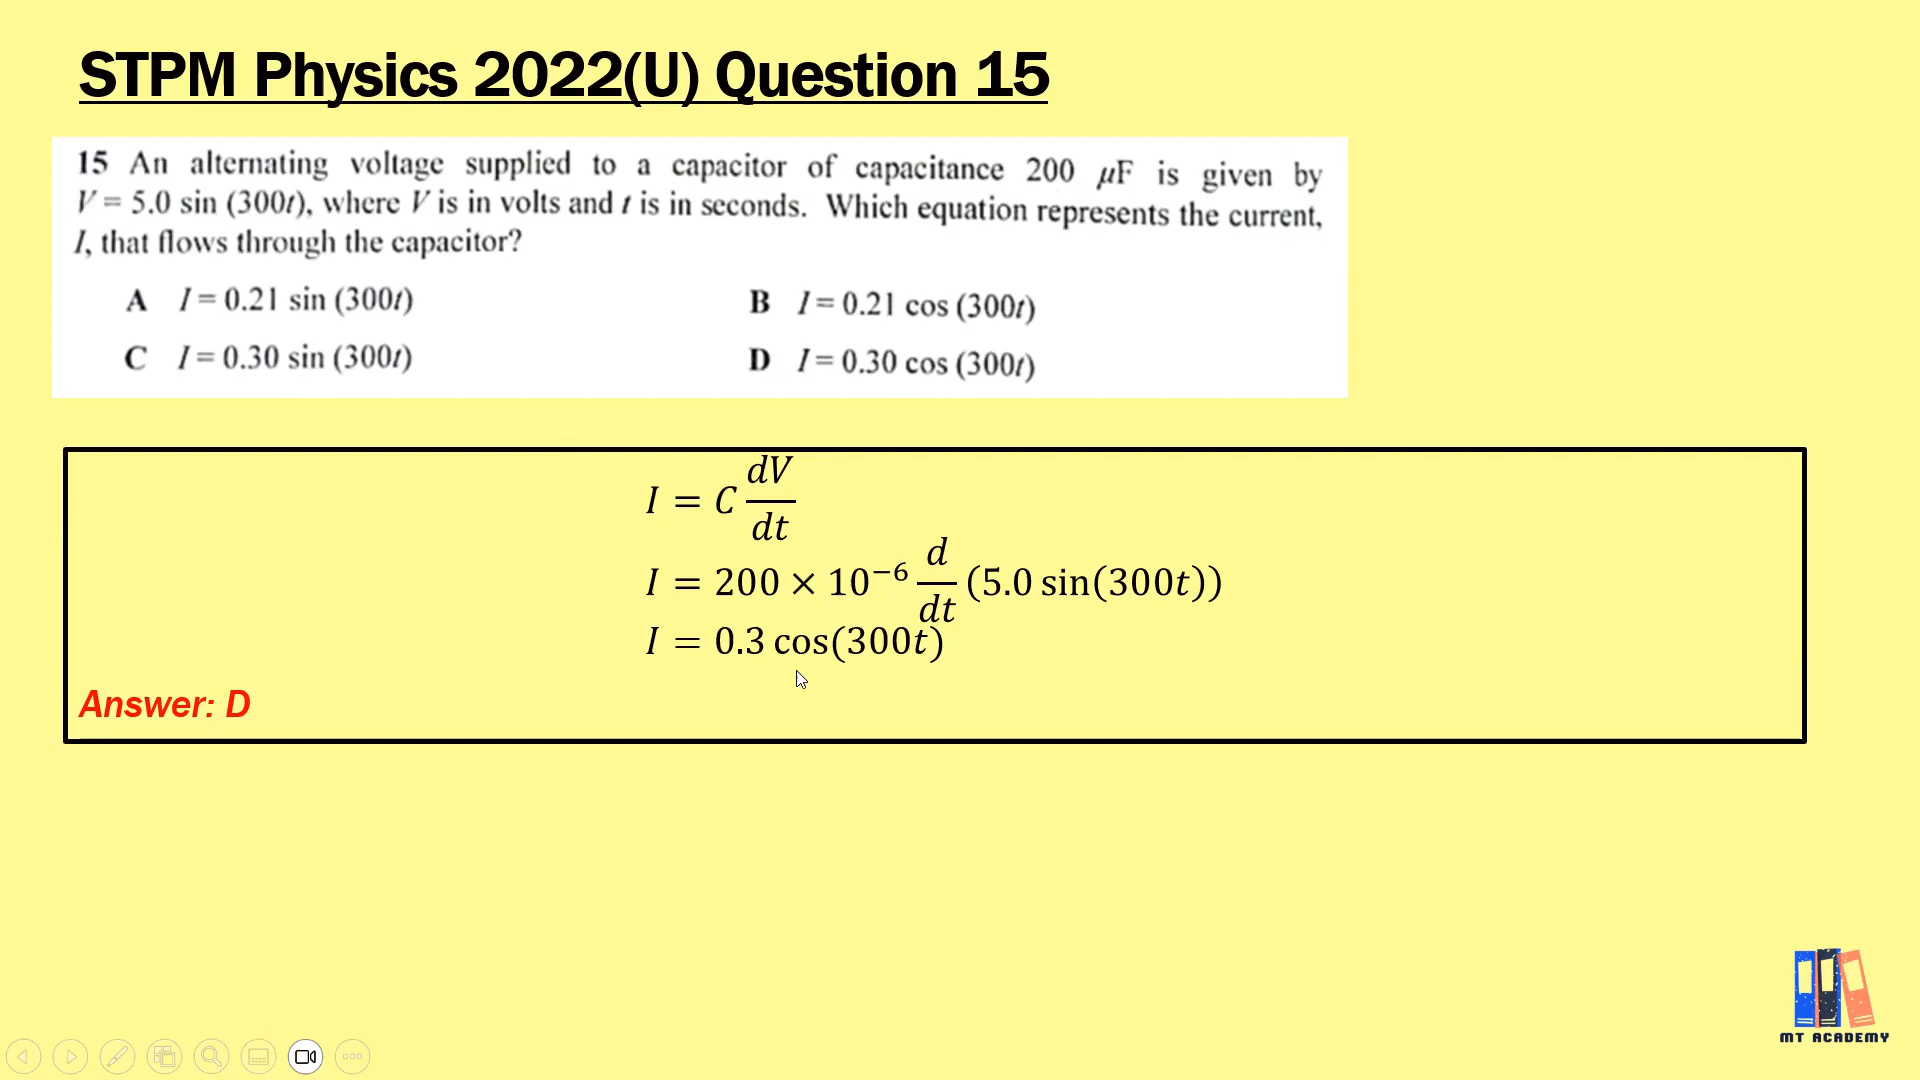 STPM Physics 2022(U) Question 15
15 An alternating voltage supplied to a capacitor of capacitance 200 μF is given by
V = 5.0 sin (300t), where V is in volts and t is in seconds. Which equation represents the current,
I, that flows through the capacitor?
A I = 0.21 sin (300t) B I = 0.21 cos (300t)
C I = 0.30 sin (300t) D I = 0.30 cos (300t)
I = C dV/dt
I = 200 × 10⁻⁶ d/dt (5.0 sin(300t))
I = 0.3 cos(300t)
Answer: D
MT ACADEMY